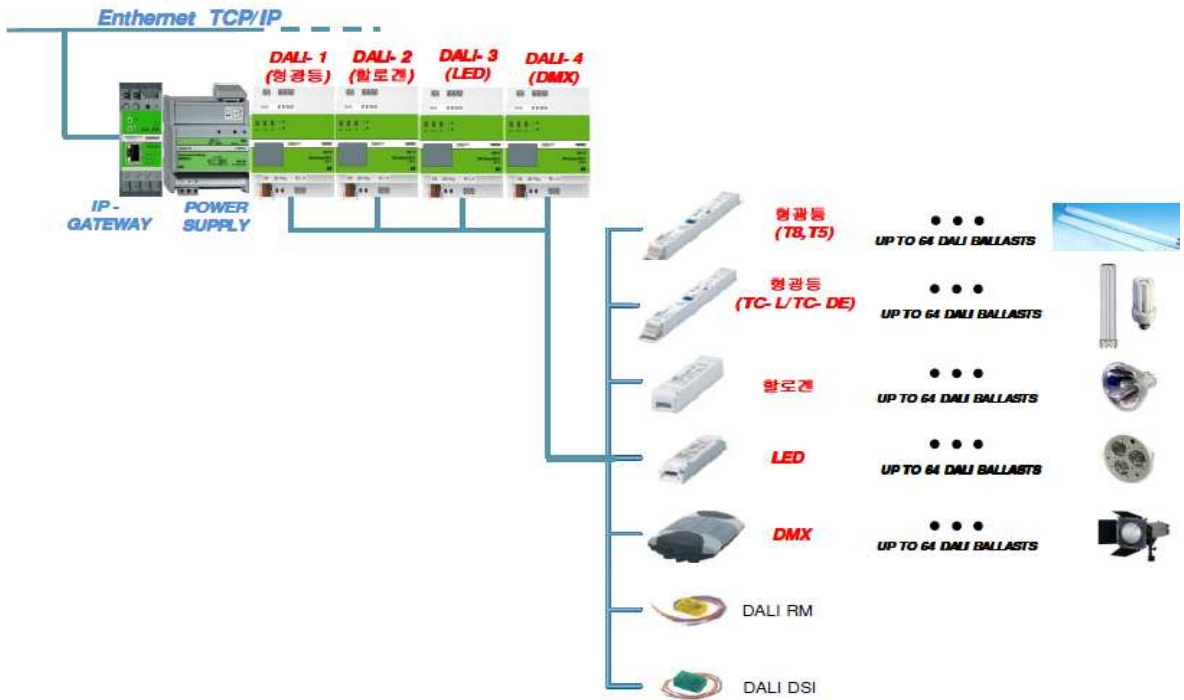 Enthernet TCP/IP
DALI- 1
(형광등)
DALI- 2
(할로겐)
DALI- 3
(LED)
DALI- 4
(DMX)
IP -
GATEWAY
POWER
SUPPLY
형광등
(T8,T5)
UP TO 64 DALI BALLASTS
형광등
(TC- L/TC- DE)
UP TO 64 DALI BALLASTS
할로겐
UP TO 64 DALI BALLASTS
LED
UP TO 64 DALI BALLASTS
DMX
UP TO 64 DALI BALLASTS
DALI RM
DALI DSI